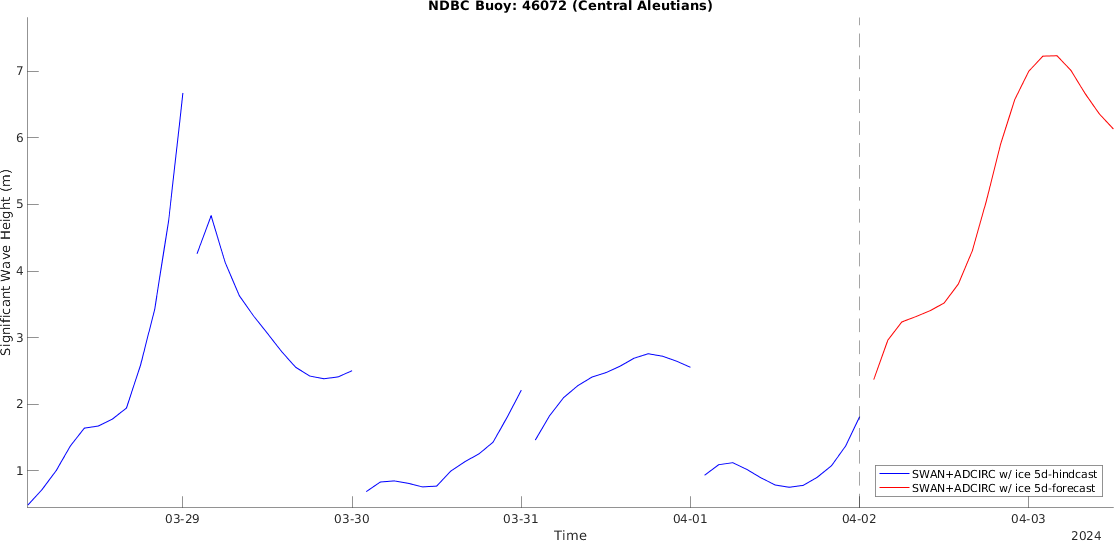 NDBC Buoy: 46072 (Central Aleutians)
Significant Wave Height (m)
7
6
5
4
3
2
1
SWAN+ADCIRC w/ ice 5d-hindcast
SWAN+ADCIRC w/ ice 5d-forecast
03-29 03-30 03-31 04-01 04-02 04-03
Time
2024